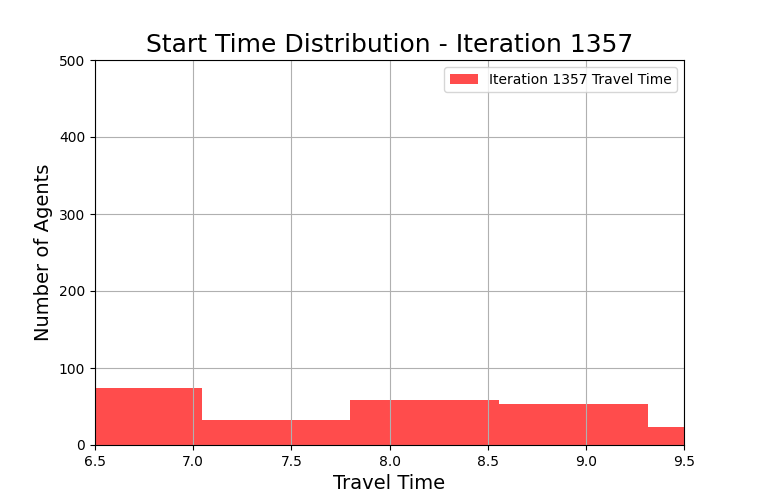 Start Time Distribution - Iteration 1357
Number of Agents
500
400
300
200
100
0
Iteration 1357 Travel Time
6.5 7.0 7.5 8.0 8.5 9.0 9.5
Travel Time